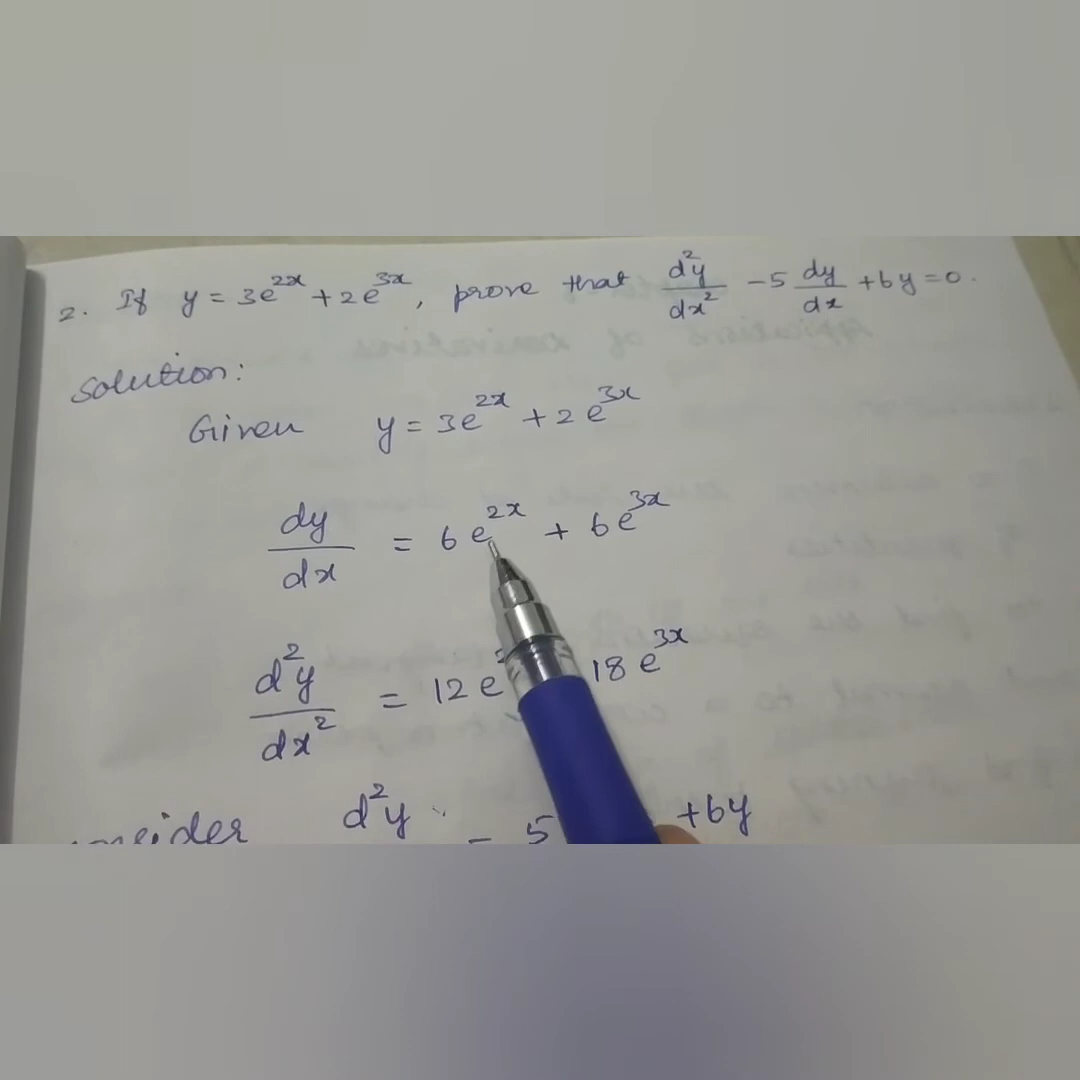 2. If y = 3e^{2x} + 2e^{3x}, prove that d²y/dx² - 5 dy/dx + 6y = 0.
Solution:
Given y = 3e^{2x} + 2e^{3x}
dy/dx = 6e^{2x} + 6e^{3x}
d²y/dx² = 12e 18e^{3x}
d²y - 5 + 6y